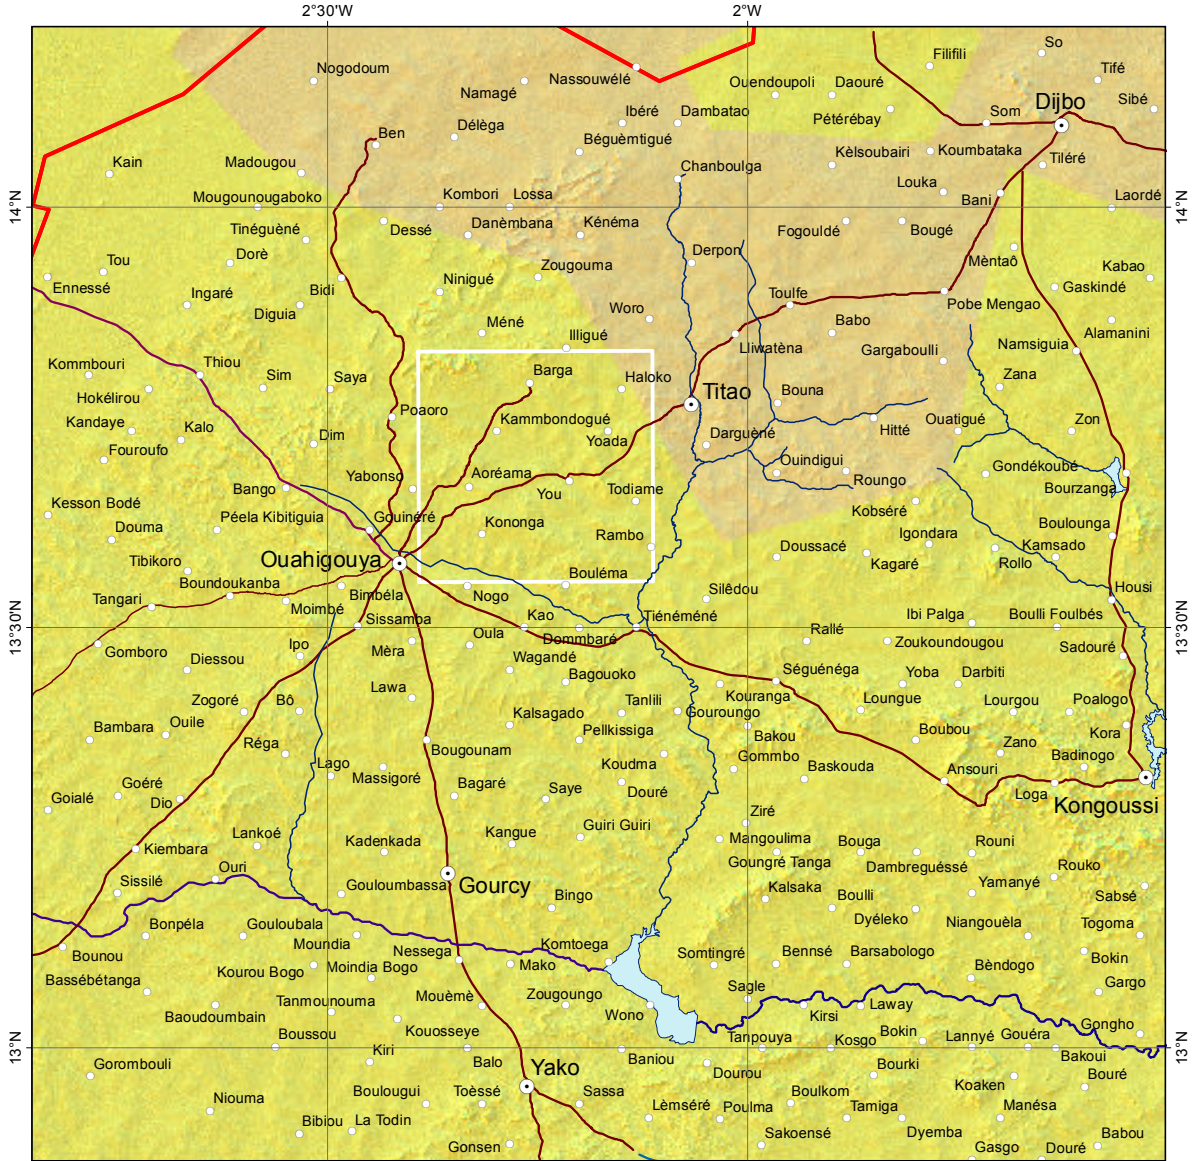 2°30'W
2°W
So
Filifili
Nogodoum
Nassouwélé
Tifé
Ouendoupoli
Daouré
Namagé
Dijbo
Sibé
Ibéré
Dambatao
Pétérébay
Som
Délèga
Ben
Béguèmtigué
Kèlsoubairi
Koumbataka
Tiléré
Kain
Madougou
Chanboulga
Louka
Mougounougaboko
Kombori
Lossa
Bani
Laordé
14°N
14°N
Tinéguèné
Dessé
Danèmbana
Kénéma
Fogouldé
Bougé
Derpon
Mèntaô
Tou
Dorè
Zougouma
Kabao
Ennessé
Ninigué
Gaskindé
Ingaré
Bidi
Toulfe
Pobe Mengao
Diguia
Woro
Méné
Babo
Alamanini
Illigué
Lliwatèna
Gargaboulli
Namsiguia
Kommbouri
Thiou
Sim
Saya
Barga
Haloko
Zana
Hokélirou
Titao
Bouna
Poaoro
Kandaye
Kalo
Kammbondogué
Hitté
Ouatigué
Zon
Dim
Yoada
Darguèné
Fouroufo
Ouindigui
Yabonso
Aoréama
Gondékoubé
Bango
You
Todiame
Roungo
Bourzanga
Kesson Bodé
Kobséré
Péela Kibitiguia
Gouinéré
Douma
Kononga
Igondara
Boulounga
Rambo
Ouahigouya
Doussacé
Kamsado
Tibikoro
Kagaré
Rollo
Boundoukanba
Bouléma
Silêdou
Housi
Bimbéla
Nogo
Tangari
Moimbé
Sissamba
Kao
Tiénéméné
Ibi Palga
Boulli Foulbés
13°30'N
13°30'N
Oula
Dommbaré
Rallé
Zoukoundougou
Gomboro
Ipo
Mèra
Wagandé
Sadouré
Diessou
Séguénéga
Yoba
Darbiti
Bagouoko
Kouranga
Zogoré
Bô
Lawa
Tanlili
Loungue
Lourgou
Poalogo
Bambara
Ouile
Kalsagado
Gouroungo
Pellkissiga
Bakou
Boubou
Kora
Réga
Bougounam
Zano
Gommbo
Badinogo
Lago
Massigoré
Koudma
Baskouda
Ansouri
Goéré
Bagaré
Saye
Douré
Loga
Goialé
Dio
Kongoussi
Ziré
Lankoé
Kangue
Guiri Guiri
Kiembara
Kadenkada
Mangoulima
Bouga
Rouni
Goungré Tanga
Dambreguéssé
Rouko
Ouri
Sissilé
Gouloumbassa
Gourcy
Kalsaka
Boulli
Yamanyé
Bingo
Sabsé
Dyéleko
Bonpéla
Gouloubala
Niangouèla
Togoma
Moundia
Nessega
Komtoega
Bounou
Somtingré
Bennsé
Barsabologo
Bokin
Mako
Kourou Bogo
Moindia Bogo
Bèndogo
Bassébétanga
Gargo
Tanmounouma
Mouèmè
Zougoungo
Sagle
Baoudoumbain
Wono
Kirsi
Laway
Kouosseye
Gongho
Boussou
Tanpouya
Kosgo
Bokin
Lannyé
Gouéra
13°N
13°N
Kiri
Balo
Yako
Baniou
Bakoui
Gorombouli
Dourou
Bourki
Bouré
Koaken
Boulougui
Toèssé
Sassa
Boulkom
Niouma
Lèmséré
Poulma
Tamiga
Manésa
Bibiou
La Todin
Dyemba
Gonsen
Sakoensé
Gasgo
Douré
Babou